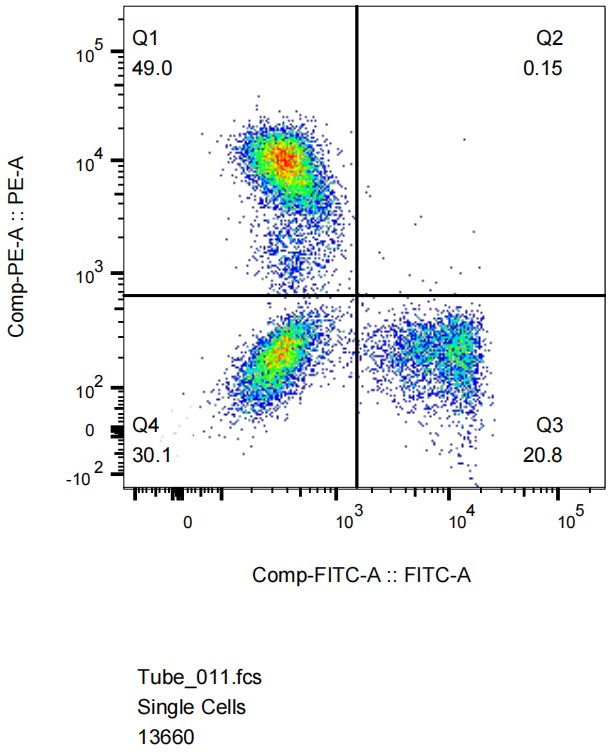 Q1
49.0
Q2
0.15
Q4
30.1
Q3
20.8
Comp-PE-A :: PE-A
10^5
10^4
10^3
10^2
0
-10^2
0
10^3
10^4
10^5
Comp-FITC-A :: FITC-A
Tube_011.fcs
Single Cells
13660